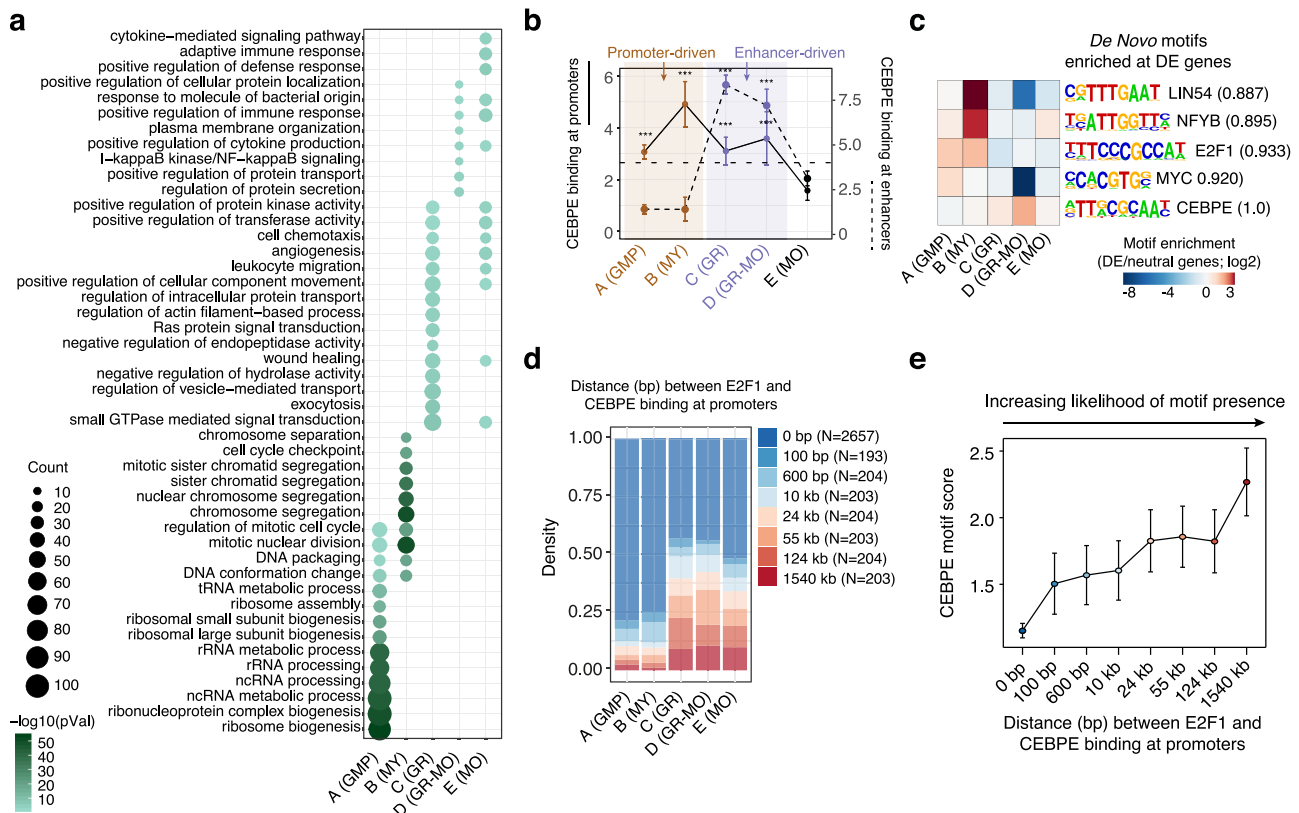 a
cytokine−mediated signaling pathway
adaptive immune response
positive regulation of defense response
positive regulation of cellular protein localization
response to molecule of bacterial origin
positive regulation of immune response
plasma membrane organization
positive regulation of cytokine production
I−kappaB kinase/NF−kappaB signaling
positive regulation of protein transport
regulation of protein secretion
positive regulation of protein kinase activity
positive regulation of transferase activity
cell chemotaxis
angiogenesis
leukocyte migration
positive regulation of cellular component movement
regulation of intracellular protein transport
regulation of actin filament−based process
Ras protein signal transduction
negative regulation of endopeptidase activity
wound healing
negative regulation of hydrolase activity
regulation of vesicle−mediated transport
exocytosis
small GTPase mediated signal transduction
chromosome separation
cell cycle checkpoint
mitotic sister chromatid segregation
sister chromatid segregation
nuclear chromosome segregation
chromosome segregation
regulation of mitotic cell cycle
mitotic nuclear division
DNA packaging
DNA conformation change
tRNA metabolic process
ribosome assembly
ribosomal small subunit biogenesis
ribosomal large subunit biogenesis
rRNA metabolic process
rRNA processing
ncRNA processing
ncRNA metabolic process
ribonucleoprotein complex biogenesis
ribosome biogenesis
A (GMP)
B (MY)
C (GR)
D (GR-MO)
E (MO)
Count
10
20
30
40
50
60
70
80
90
100
−log10(pVal)
50
40
30
20
10
b
Promoter-driven
Enhancer-driven
CEBPE binding at promoters
6
4
2
0
***
***
***
***
***
***
7.5
5.0
2.5
0
CEBPE binding at enhancers
A (GMP)
B (MY)
C (GR)
D (GR-MO)
E (MO)
c
De Novo motifs
enriched at DE genes
LIN54 (0.887)
NFYB (0.895)
E2F1 (0.933)
MYC 0.920)
CEBPE (1.0)
A (GMP)
B (MY)
C (GR)
D (GR-MO)
E (MO)
Motif enrichment
(DE/neutral genes; log2)
-8
-4
0
3
d
Distance (bp) between E2F1 and
CEBPE binding at promoters
Density
1.00
0.75
0.50
0.25
0.00
A (GMP)
B (MY)
C (GR)
D (GR-MO)
E (MO)
0 bp (N=2657)
100 bp (N=193)
600 bp (N=204)
10 kb (N=203)
24 kb (N=204)
55 kb (N=203)
124 kb (N=204)
1540 kb (N=203)
e
Increasing likelihood of motif presence
CEBPE motif score
2.5
2.0
1.5
0 bp
100 bp
600 bp
10 kb
24 kb
55 kb
124 kb
1540 kb
Distance (bp) between E2F1 and
CEBPE binding at promoters